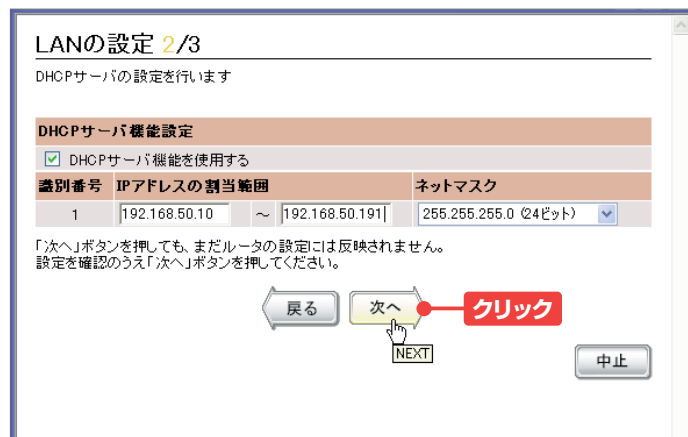 LANの設定 2/3
DHCPサーバの設定を行います
DHCPサーバ機能設定
DHCPサーバ機能を使用する
識別番号 IPアドレスの割当範囲 ネットマスク
1 192.168.50.10 ～ 192.168.50.191 255.255.255.0 (24ビット)
「次へ」ボタンを押しても、まだルータの設定には反映されません。
設定を確認のうえ「次へ」ボタンを押してください。
戻る 次へ クリック
NEXT
中止